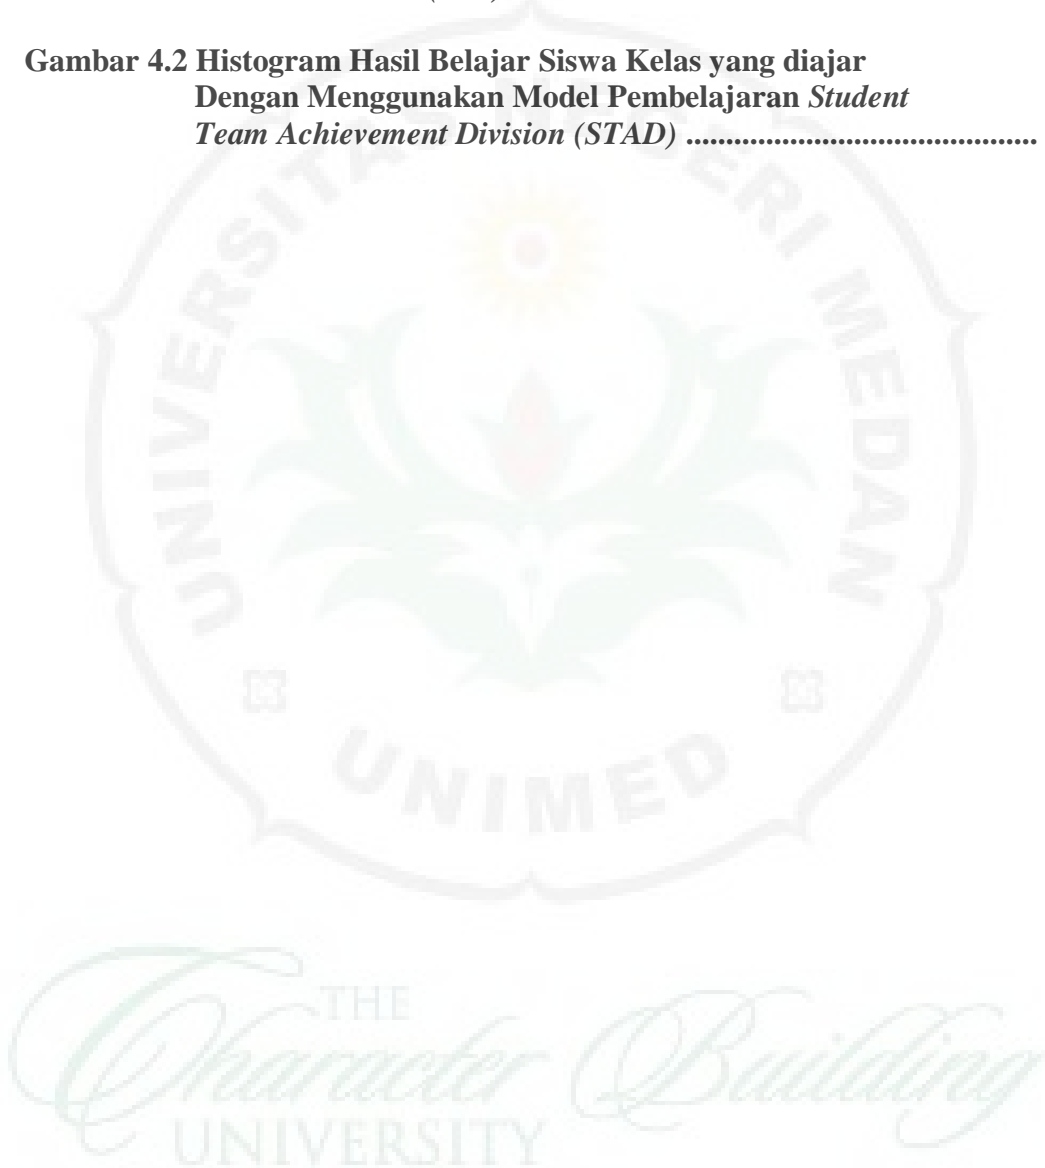 Gambar 4.2 Histogram Hasil Belajar Siswa Kelas yang diajar
Dengan Menggunakan Model Pembelajaran Student
Team Achievement Division (STAD) ............................................
UNIVERSITAS NEGERI MEDAN
UNIMED
THE
Character Building
UNIVERSITY